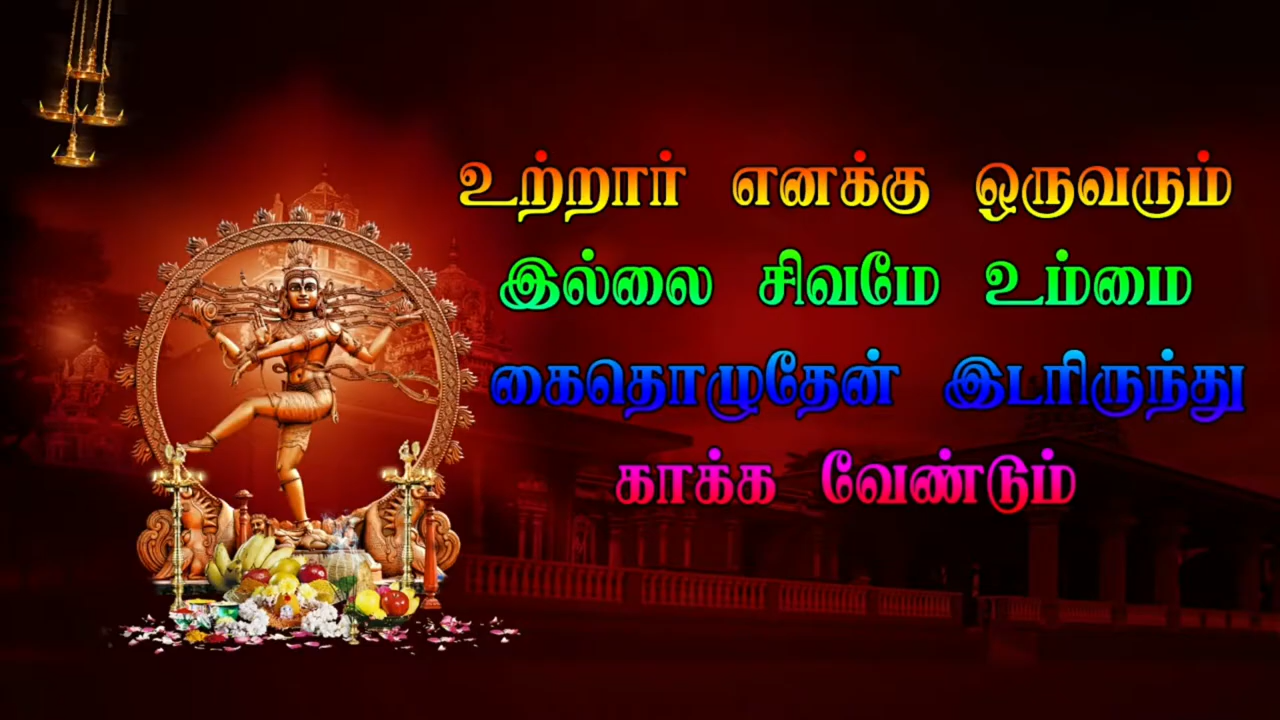 உற்றார் எனக்கு ஒருவரும்
இல்லை சிவமே உம்மை
கைதொழுதேன் இடரிருந்து
காக்க வேண்டும்